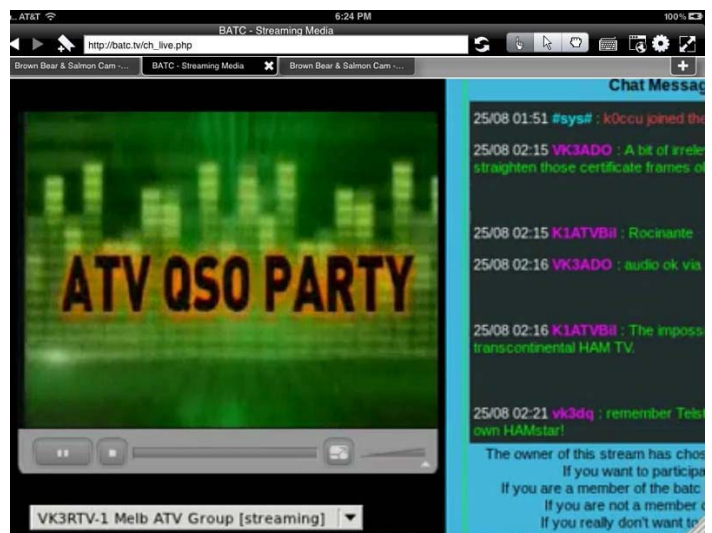 AT&T 6:24 PM 100%
BATC - Streaming Media
http://batc.tv/ch_live.php
Brown Bear & Salmon Cam -... BATC - Streaming Media Brown Bear & Salmon Cam -...
Chat Messag
25/08 01:51 #sys# : k0ccu joined the
25/08 02:15 VK3ADO : A bit of irrele
straighten those certificate frames o
25/08 02:15 K1ATVBil : Rocinante
25/08 02:16 VK3ADO : audio ok via
25/08 02:16 K1ATVBil : The imposs
transcontinental HAM TV.
25/08 02:21 vk3dq : remember Telst
own HAMstar!
ATV QSO PARTY
The owner of this stream has chos
If you want to participa
If you are a member of the batc
If you are not a member
If you really don't want to
VK3RTV-1 Melb ATV Group [streaming]